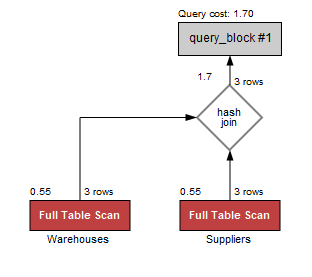 Query cost: 1.70
query_block #1
1.7
3 rows
hash
join
0.55
3 rows
0.55
3 rows
Full Table Scan
Full Table Scan
Warehouses
Suppliers